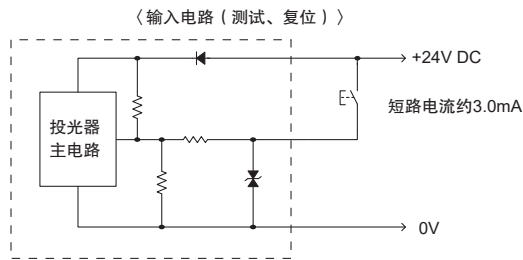 〈输入电路（测试、复位）〉
+24V DC
投光器
主电路
短路电流约3.0mA
0V